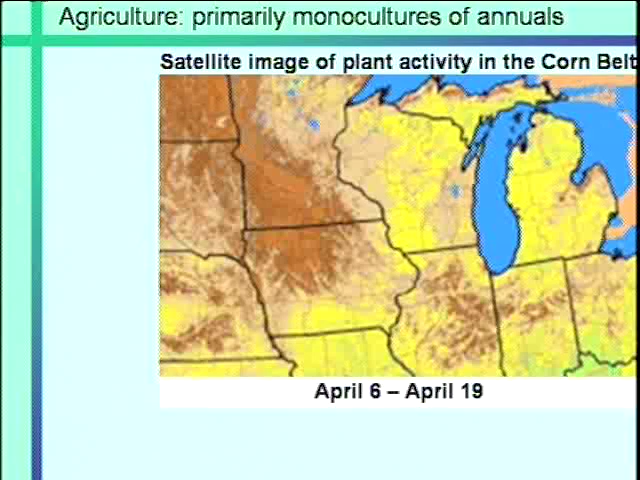 Agriculture: primarily monocultures of annuals
Satellite image of plant activity in the Corn Belt
April 6 – April 19